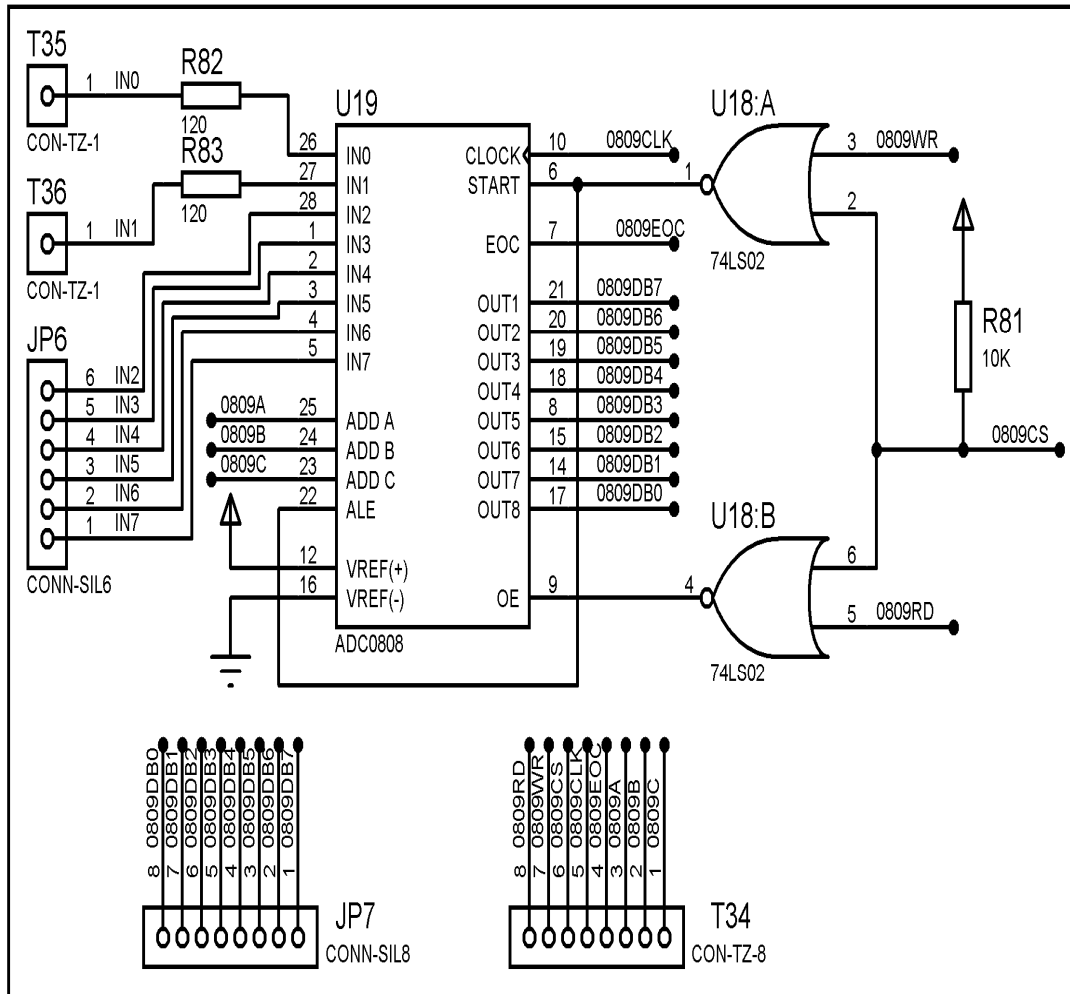 T35
1 IN0
CON-TZ-1
R82
120
R83
120
T36
1 IN1
CON-TZ-1
JP6
6 IN2
5 IN3
4 IN4
3 IN5
2 IN6
1 IN7
CONN-SIL6
U19
26 IN0
27 IN1
28 IN2
1 IN3
2 IN4
3 IN5
4 IN6
5 IN7
0809A 25 ADD A
0809B 24 ADD B
0809C 23 ADD C
22 ALE
12 VREF(+)
16 VREF(-)
CLOCK 10 0809CLK
START 6
EOC 7 0809EOC
OUT1 21 0809DB7
OUT2 20 0809DB6
OUT3 19 0809DB5
OUT4 18 0809DB4
OUT5 8 0809DB3
OUT6 15 0809DB2
OUT7 14 0809DB1
OUT8 17 0809DB0
OE 9
ADC0808
U18:A
1
3 0809WR
2
74LS02
R81
10K
0809CS
U18:B
4
6
5 0809RD
74LS02
8 0809DB0
7 0809DB1
6 0809DB2
5 0809DB3
4 0809DB4
3 0809DB5
2 0809DB6
1 0809DB7
JP7
CONN-SIL8
8 0809RD
7 0809WR
6 0809CS
5 0809CLK
4 0809EOC
3 0809A
2 0809B
1 0809C
T34
CON-TZ-8